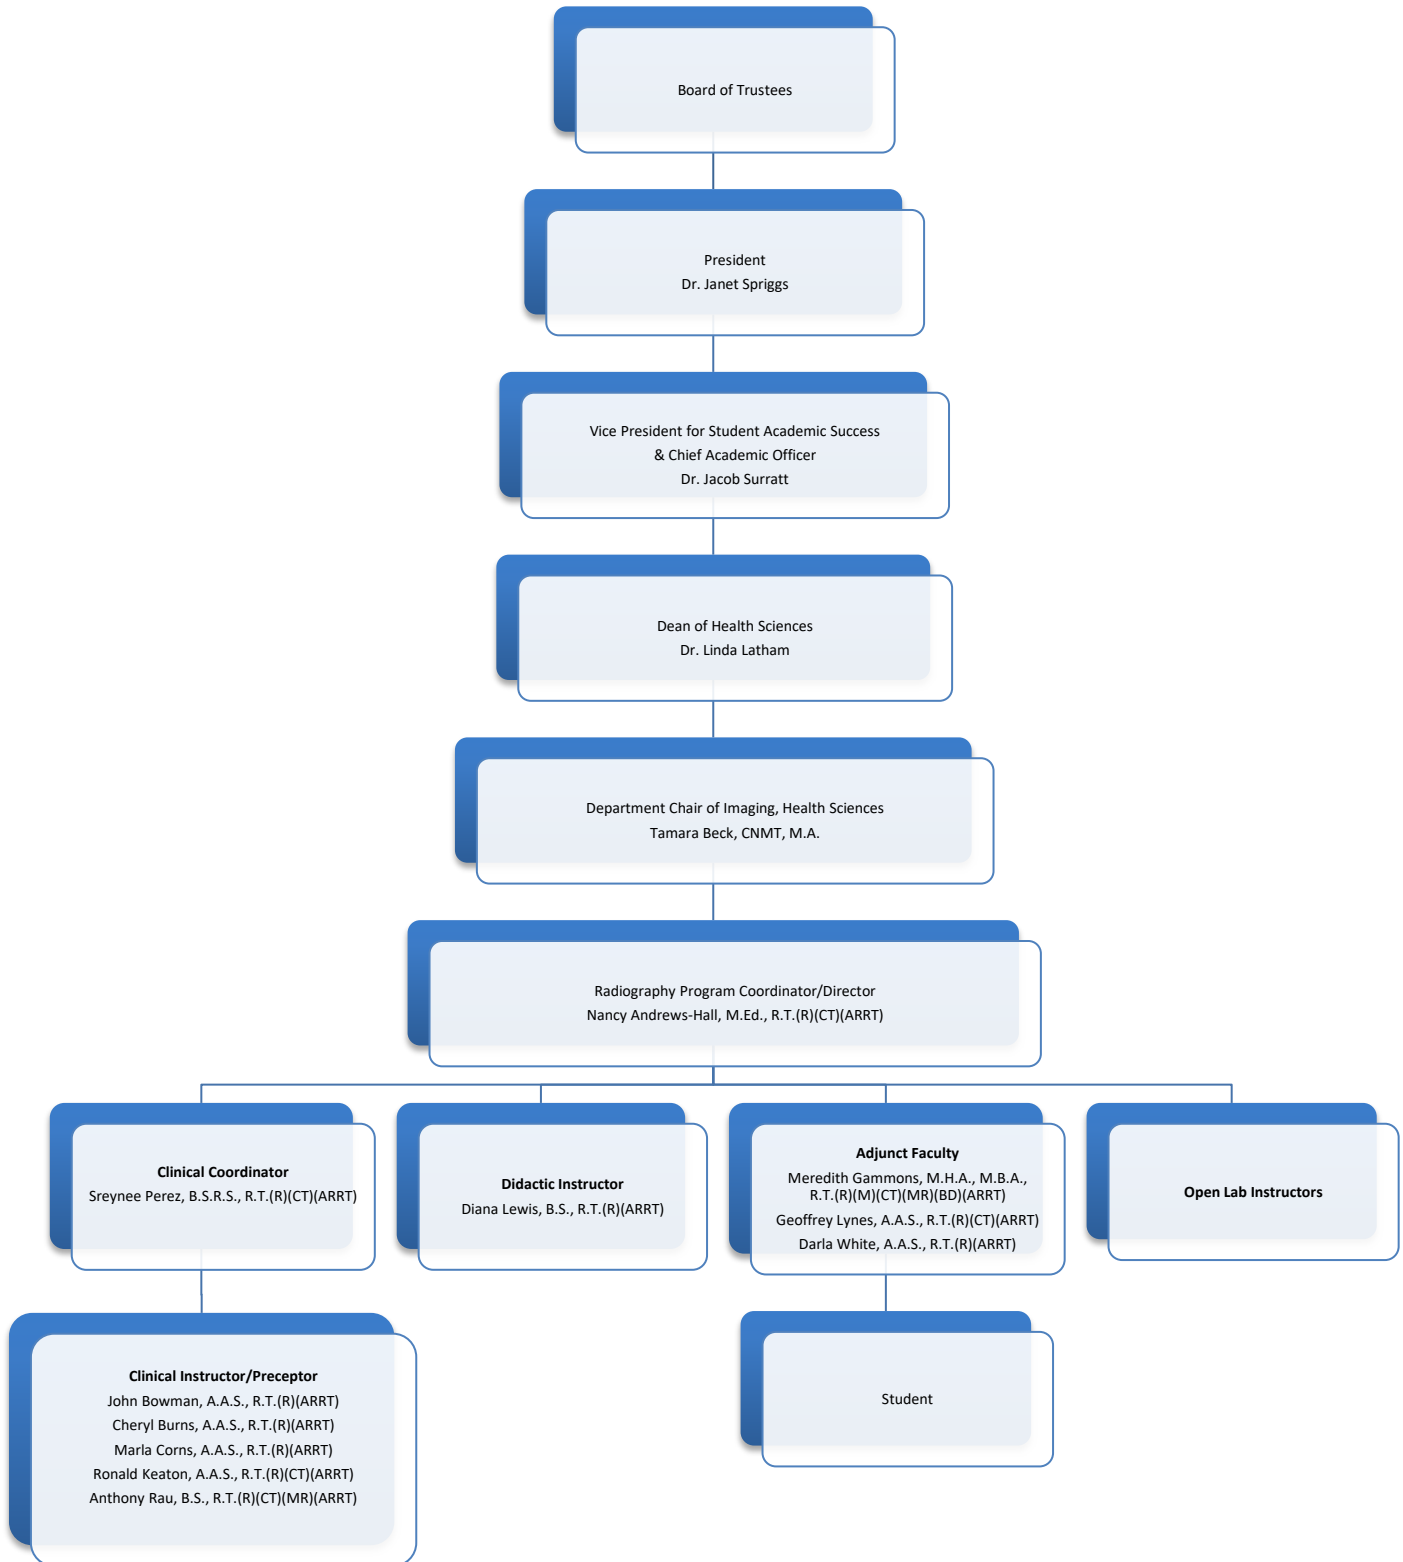 Board of Trustees
President
Dr. Janet Spriggs
Vice President for Student Academic Success
& Chief Academic Officer
Dr. Jacob Surratt
Dean of Health Sciences
Dr. Linda Latham
Department Chair of Imaging, Health Sciences
Tamara Beck, CNMT, M.A.
Radiography Program Coordinator/Director
Nancy Andrews-Hall, M.Ed., R.T.(R)(CT)(ARRT)
Clinical Coordinator
Sreynee Perez, B.S.R.S., R.T.(R)(CT)(ARRT)
Didactic Instructor
Diana Lewis, B.S., R.T.(R)(ARRT)
Adjunct Faculty
Meredith Gammons, M.H.A., M.B.A.,
R.T.(R)(M)(CT)(MR)(BD)(ARRT)
Geoffrey Lynes, A.A.S., R.T.(R)(CT)(ARRT)
Darla White, A.A.S., R.T.(R)(ARRT)
Open Lab Instructors
Clinical Instructor/Preceptor
John Bowman, A.A.S., R.T.(R)(ARRT)
Cheryl Burns, A.A.S., R.T.(R)(ARRT)
Marla Corns, A.A.S., R.T.(R)(ARRT)
Ronald Keaton, A.A.S., R.T.(R)(CT)(ARRT)
Anthony Rau, B.S., R.T.(R)(CT)(MR)(ARRT)
Student